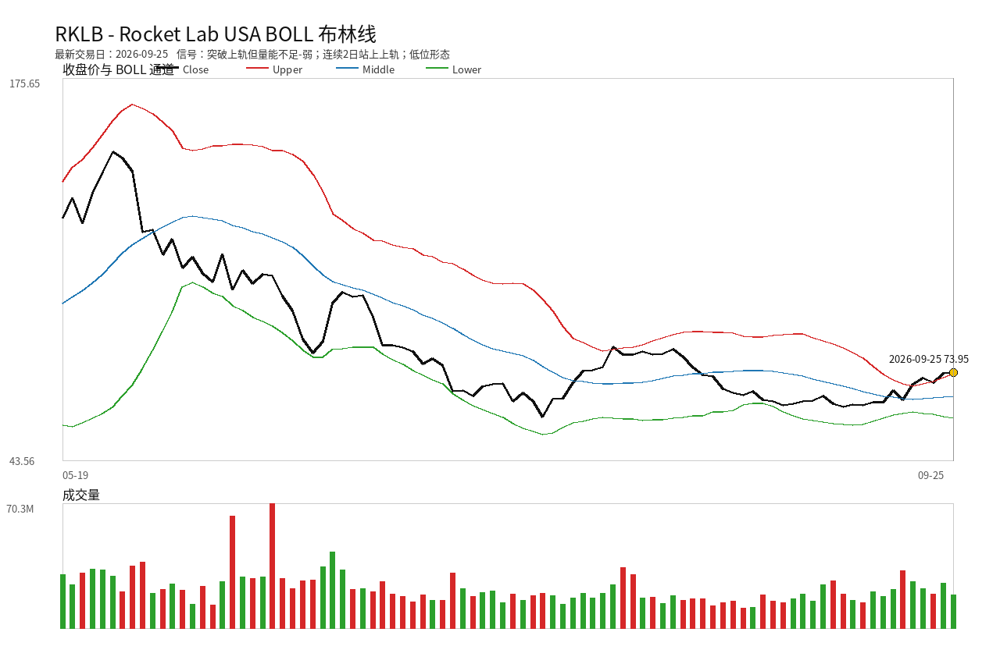 RKLB - Rocket Lab USA BOLL 布林线
最新交易日：2026-09-25 信号：突破上轨但量能不足-弱；连续2日站上上轨；低位形态
收盘价与 BOLL 通道 Close Upper Middle Lower
175.65
2026-09-25 73.95
43.56
05-19 09-25
成交量
70.3M